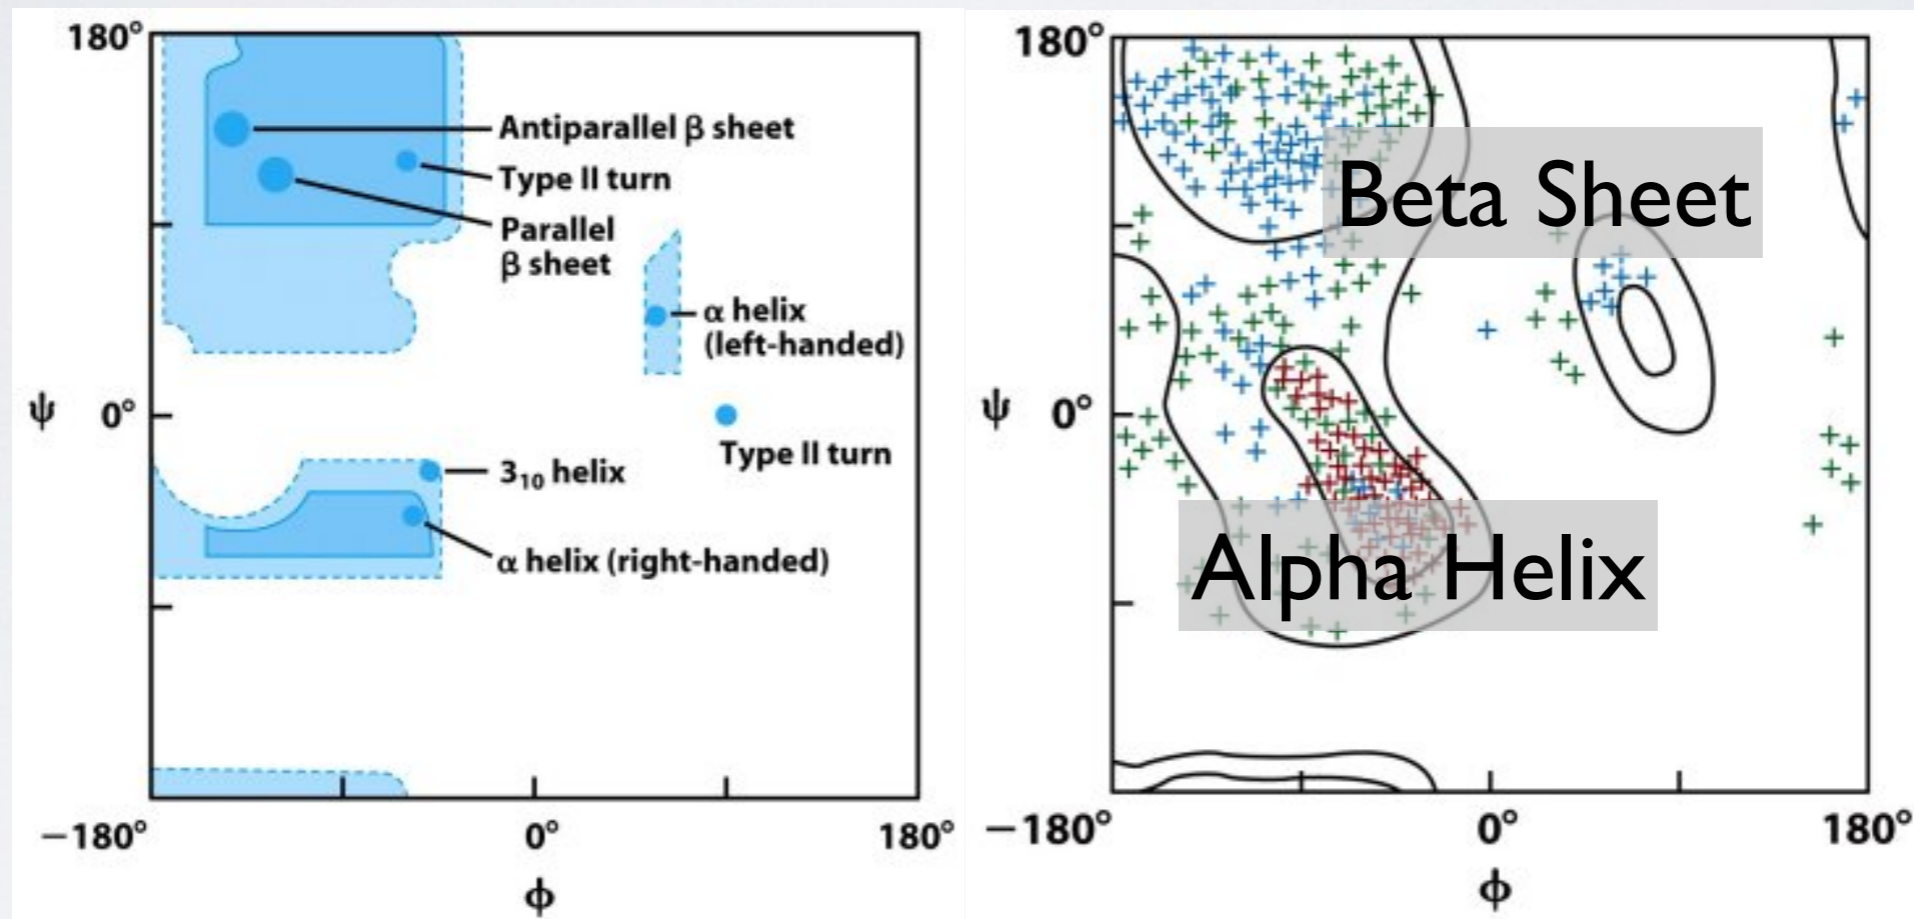 180°
Antiparallel β sheet
Type II turn
Parallel
β sheet
α helix
(left-handed)
ψ 0°
Type II turn
3₁₀ helix
α helix (right-handed)
−180° 0° 180°
ϕ
180°
Beta Sheet
ψ 0°
Alpha Helix
−180° 0° 180°
ϕ